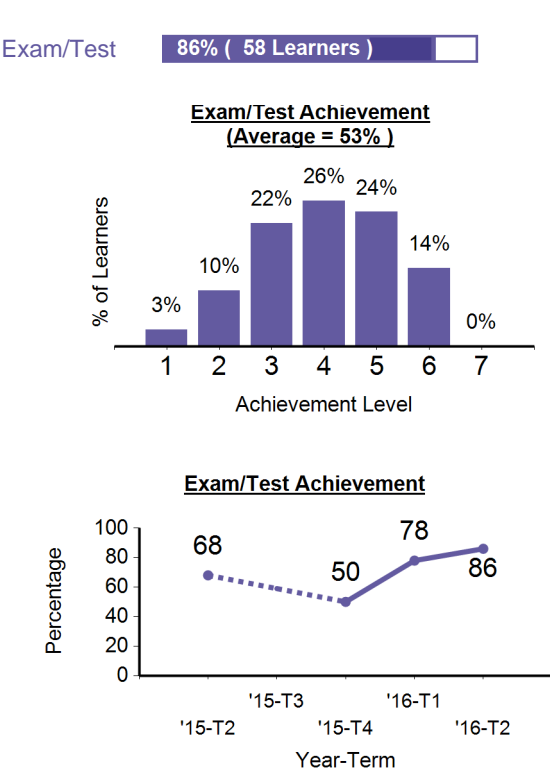 Exam/Test 86% ( 58 Learners )
Exam/Test Achievement
(Average = 53% )
% of Learners
3% 10% 22% 26% 24% 14% 0%
1 2 3 4 5 6 7
Achievement Level
Exam/Test Achievement
Percentage
100
80
60
40
20
0
68 50 78 86
'15-T2 '15-T3 '15-T4 '16-T1 '16-T2
Year-Term